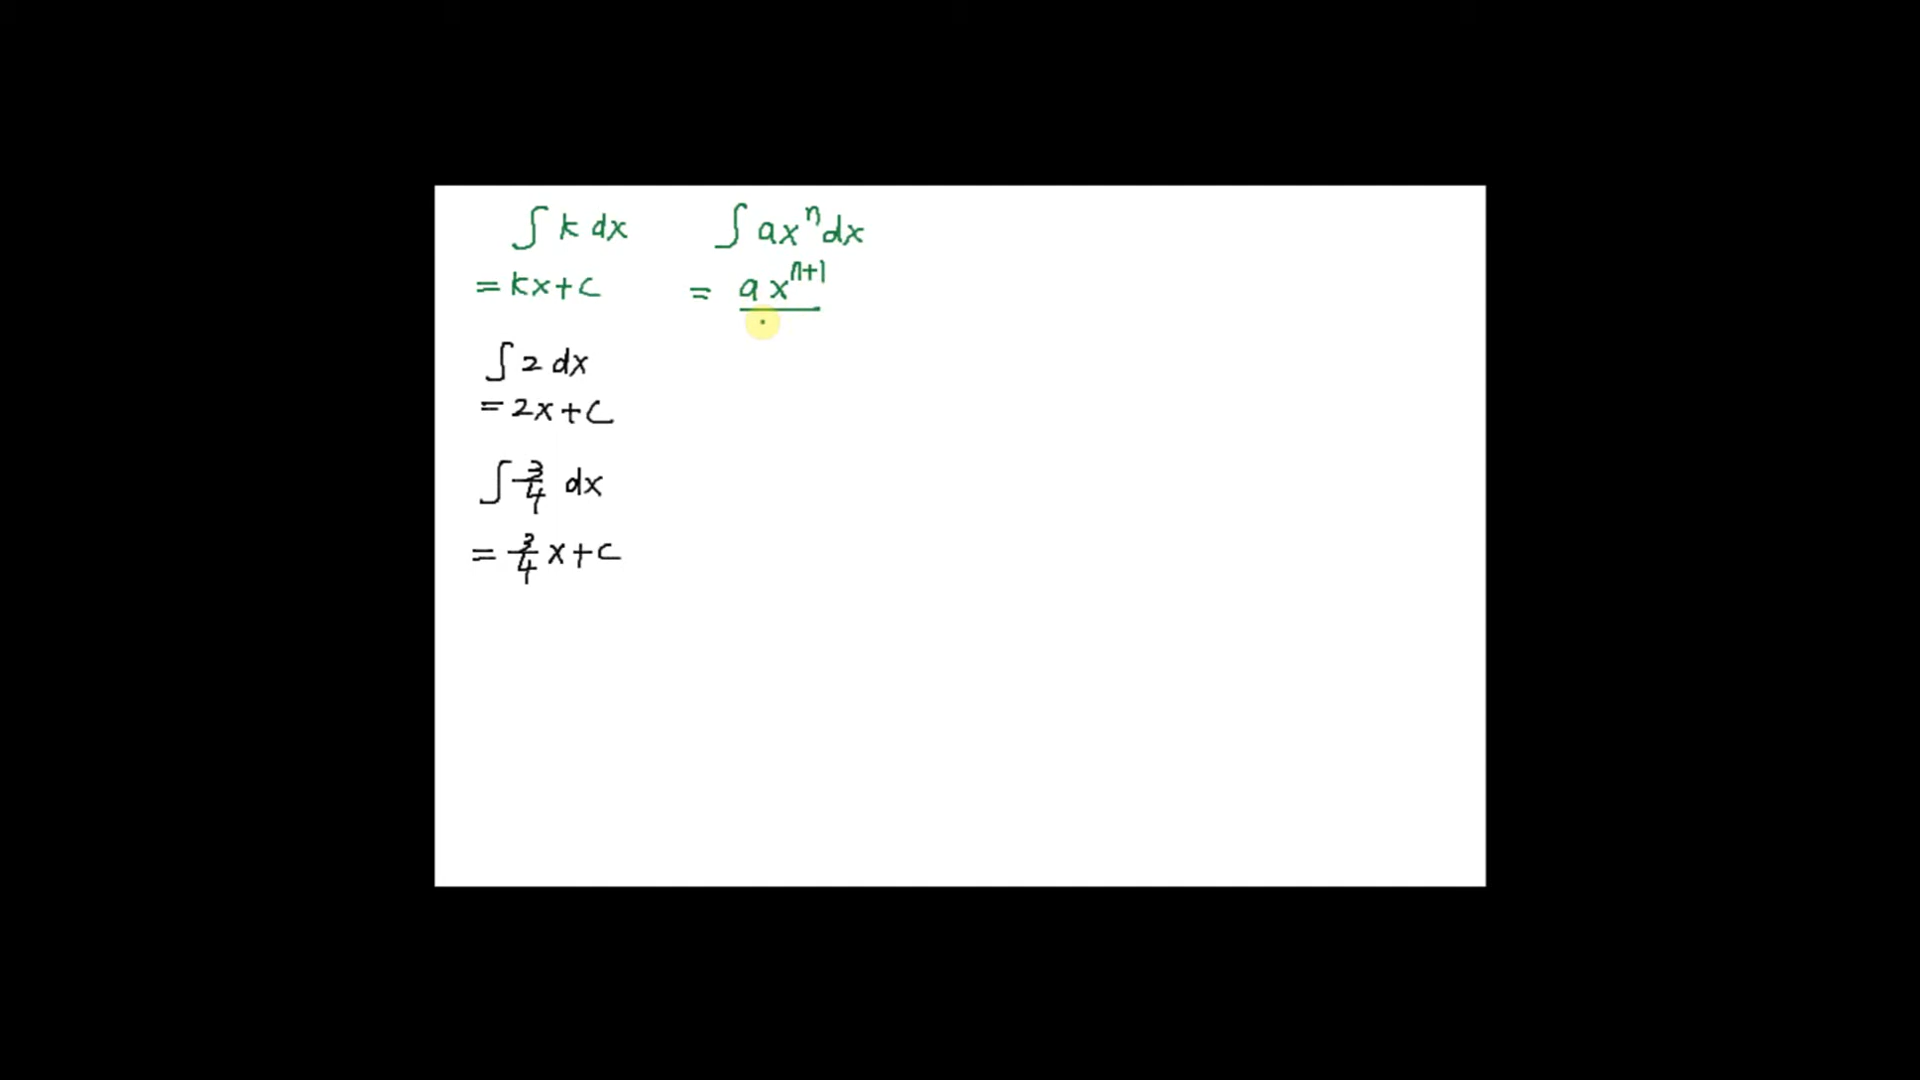 ∫ k dx
= kx + c
∫ ax^n dx
= ax^(n+1)
∫ 2 dx
= 2x + c
∫ 3/4 dx
= 3/4 x + c